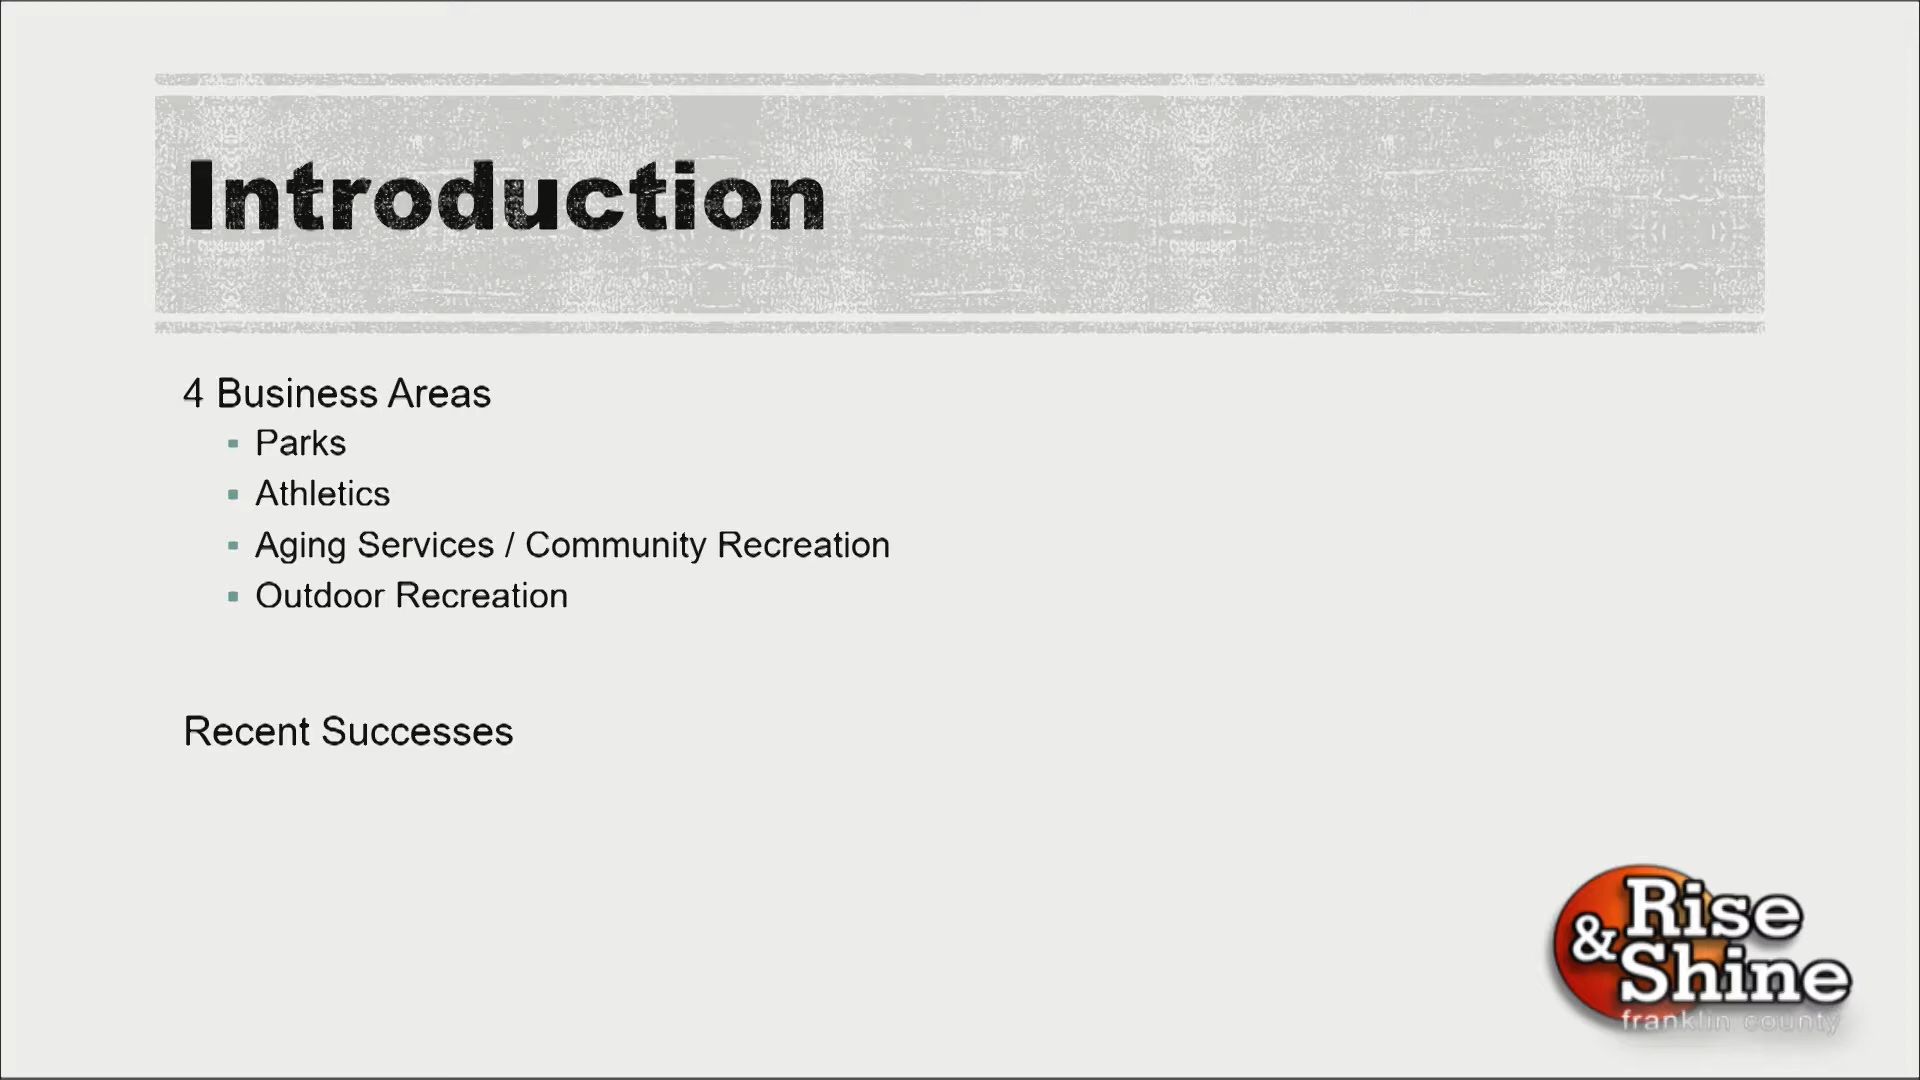 Introduction
4 Business Areas
Parks
Athletics
Aging Services / Community Recreation
Outdoor Recreation
Recent Successes
Rise
& Shine
franklin county